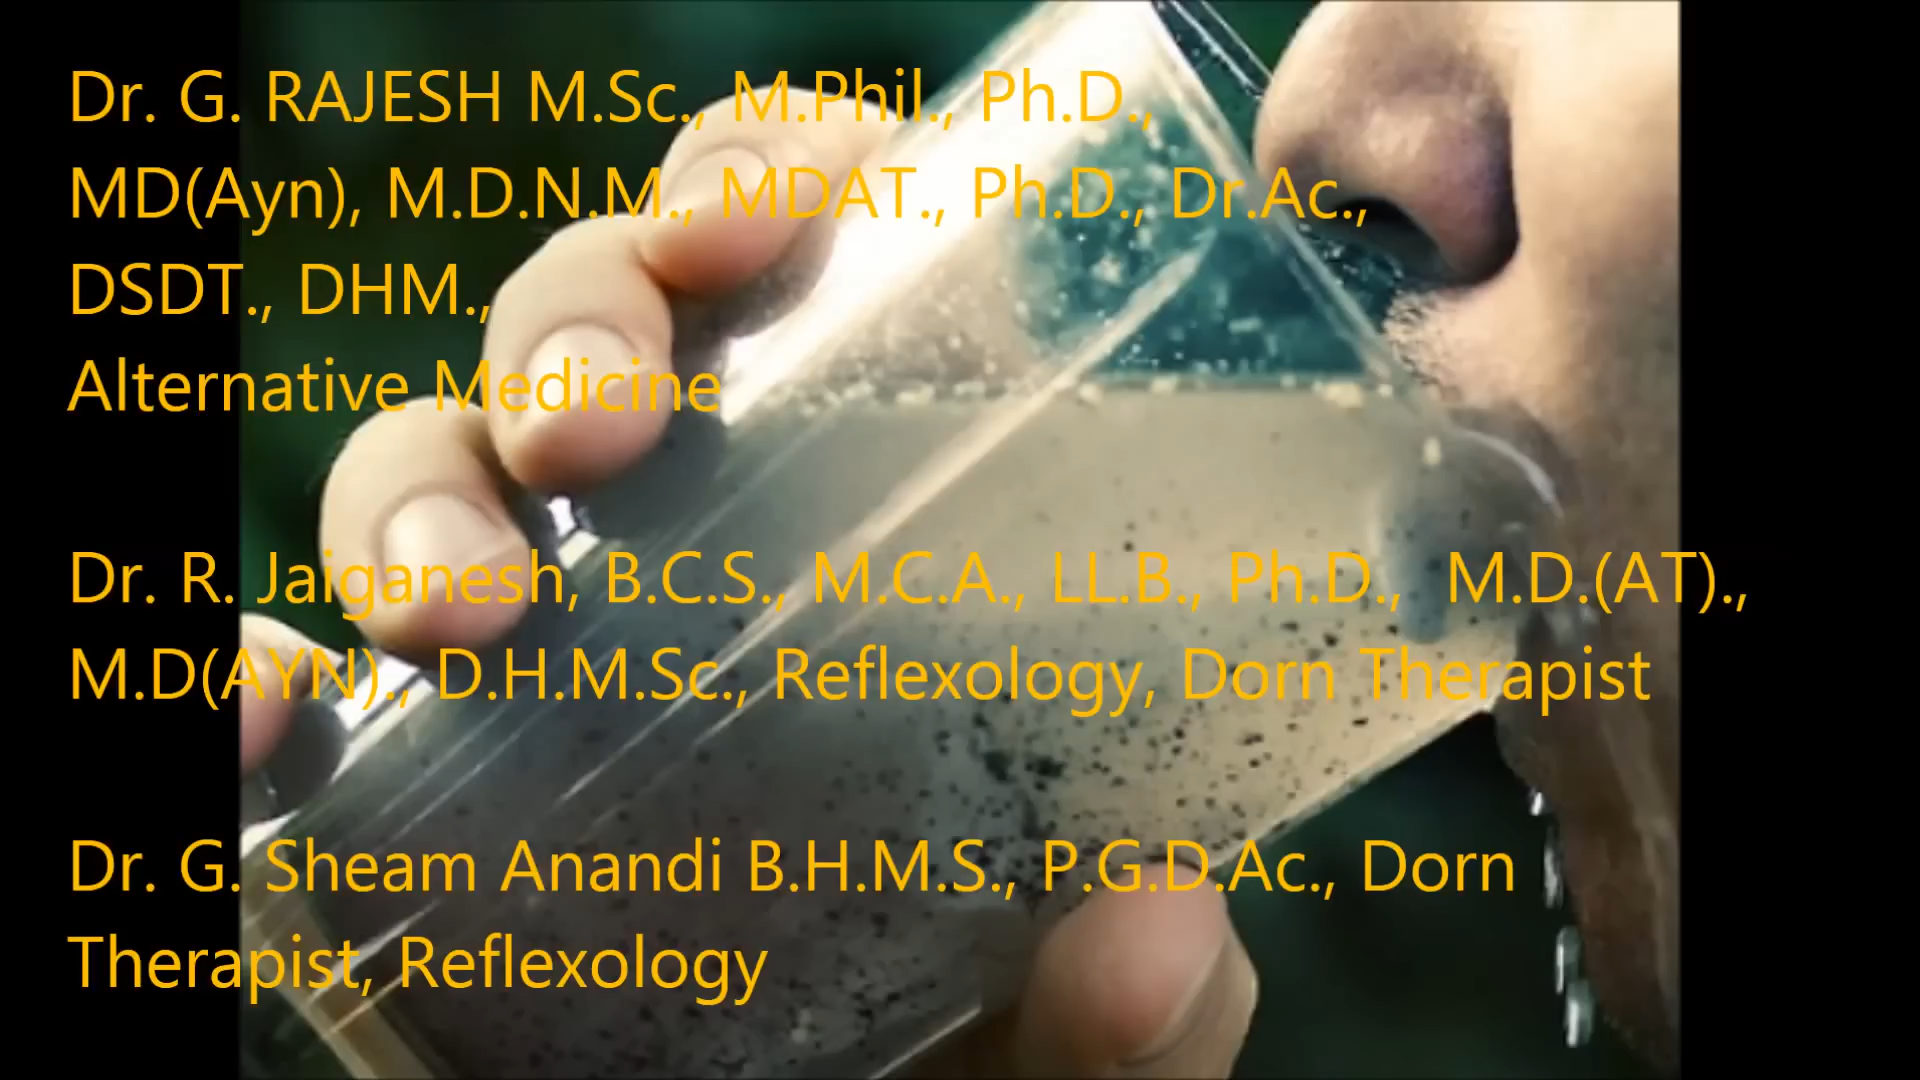 Dr. G. RAJESH M.Sc., M.Phil., Ph.D.,
MD(Ayn), M.D.N.M., MDAT., Ph.D., Dr.Ac.,
DSDT., DHM.,
Alternative Medicine
Dr. R. Jaiganesh, B.C.S., M.C.A., LL.B., Ph.D., M.D.(AT).,
M.D(AYN)., D.H.M.Sc., Reflexology, Dorn Therapist
Dr. G. Sheam Anandi B.H.M.S., P.G.D.Ac., Dorn
Therapist, Reflexology